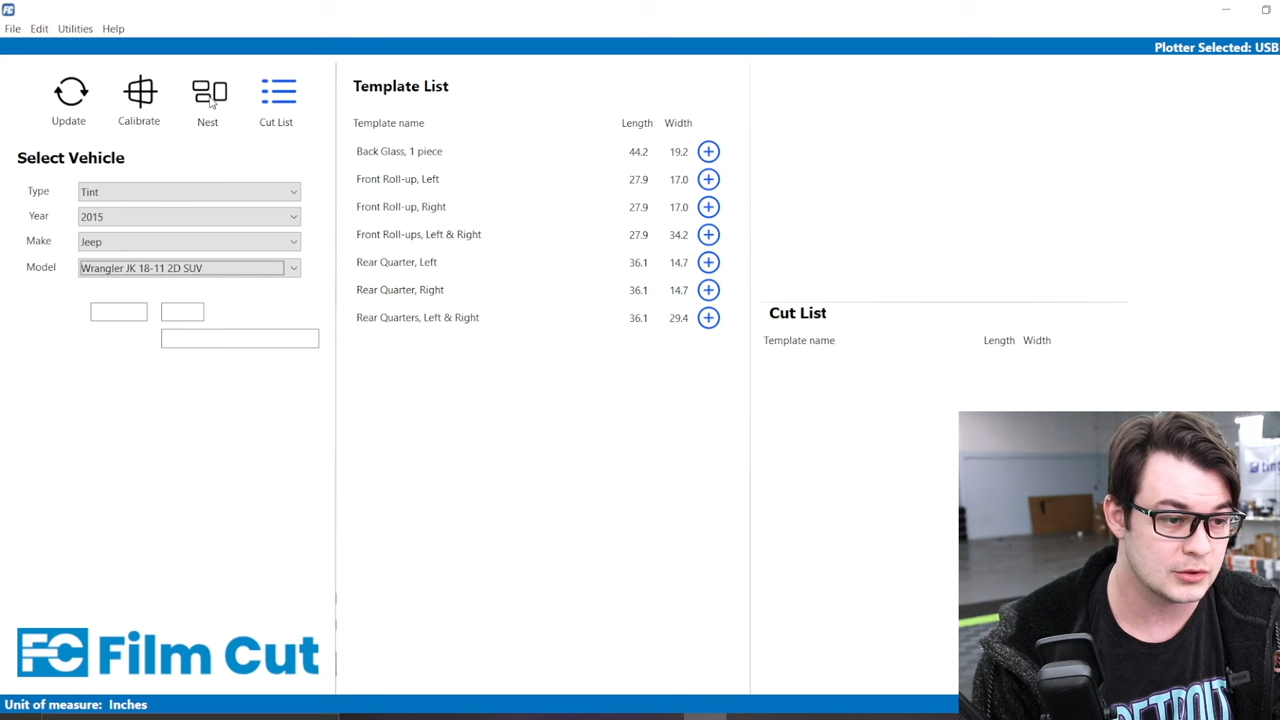 FC
File Edit Utilities Help
Plotter Selected: USB
Update Calibrate Nest Cut List
Select Vehicle
Type Tint
Year 2015
Make Jeep
Model Wrangler JK 18-11 2D SUV
Template List
Template name Length Width
Back Glass, 1 piece 44.2 19.2
Front Roll-up, Left 27.9 17.0
Front Roll-up, Right 27.9 17.0
Front Roll-ups, Left & Right 27.9 34.2
Rear Quarter, Left 36.1 14.7
Rear Quarter, Right 36.1 14.7
Rear Quarters, Left & Right 36.1 29.4
Cut List
Template name Length Width
tint
DETROIT
FC Film Cut
Unit of measure: Inches